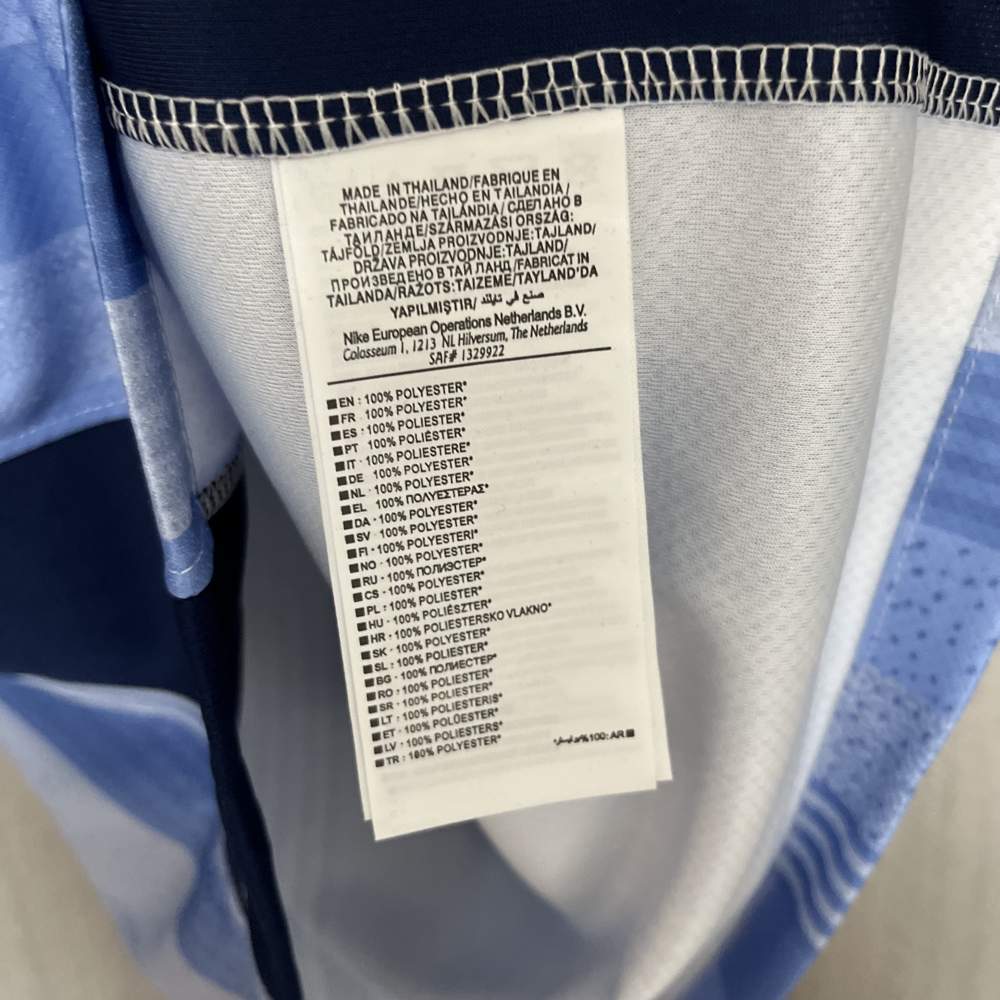 MADE IN THAILAND/FABRIQUE EN
THAILANDE/HECHO EN TAILANDIA/
FABRICADO NA TAJLÂNDIA/СДЕЛАНО В
ТАИЛАНДЕ/SZÁRMAZÁSI ORSZÁG:
TÁJFÖLD/ZEMLJA PROIZVODNJE:TAJLAND/
DRŽAVA PROIZVODNJE:TAJLAND/
ПРОИЗВЕДЕНО В ТАЙЛАНД/FABRICAT IN
TAILANDA/RAŽOTS:TAIZEME/TAYLAND'DA
YAPILMIŞTIR/ صنع في تايلند
Nike European Operations Netherlands B.V.
Colosseum 1, 1213 NL Hilversum, The Netherlands
SAF# 1329922
EN : 100% POLYESTER*
FR · 100% POLYESTER*
ES : 100% POLIESTER*
PT 100% POLIÉSTER*
IT · 100% POLIESTERE*
DE 100% POLYESTER*
NL · 100% POLYESTER*
EL 100% ΠΟΛΥΕΣΤΕΡΑΣ*
DA · 100% POLYESTER*
SV · 100% POLYESTER*
FI · 100% POLYESTERI*
NO · 100% POLYESTER*
RU · 100% ПОЛИЭСТЕР*
CS · 100% POLYESTER*
PL : 100% POLIESTER*
HU · 100% POLIÉSZTER*
HR : 100% POLIESTERSKO VLAKNO*
SK · 100% POLYESTER*
SL : 100% POLIESTER*
BG · 100% ПОЛИЕСТЕР*
RO : 100% POLIESTER*
SR · 100% POLIESTER*
LT : 100% POLIESTERIS*
ET · 100% POLÜESTER*
LV : 100% POLIESTERS*
TR : 100% POLYESTER*
%100: AR